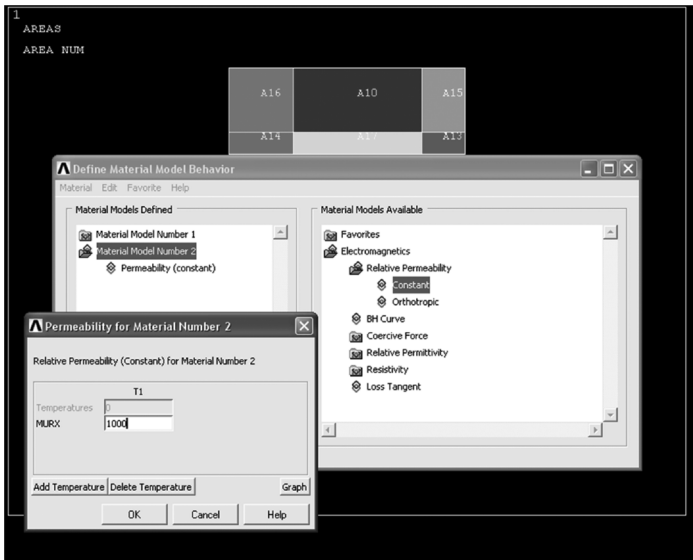 1
AREAS
AREA NUM
A16 A10 A15
A14 A17 A13
Define Material Model Behavior
Material Edit Favorite Help
Material Models Defined
Material Model Number 1
Material Model Number 2
Permeability (constant)
Material Models Available
Favorites
Electromagnetics
Relative Permeability
Constant
Orthotropic
BH Curve
Coercive Force
Relative Permittivity
Resistivity
Loss Tangent
Permeability for Material Number 2
Relative Permeability (Constant) for Material Number 2
T1
Temperatures 0
MURX 1000
Add Temperature Delete Temperature Graph
OK Cancel Help